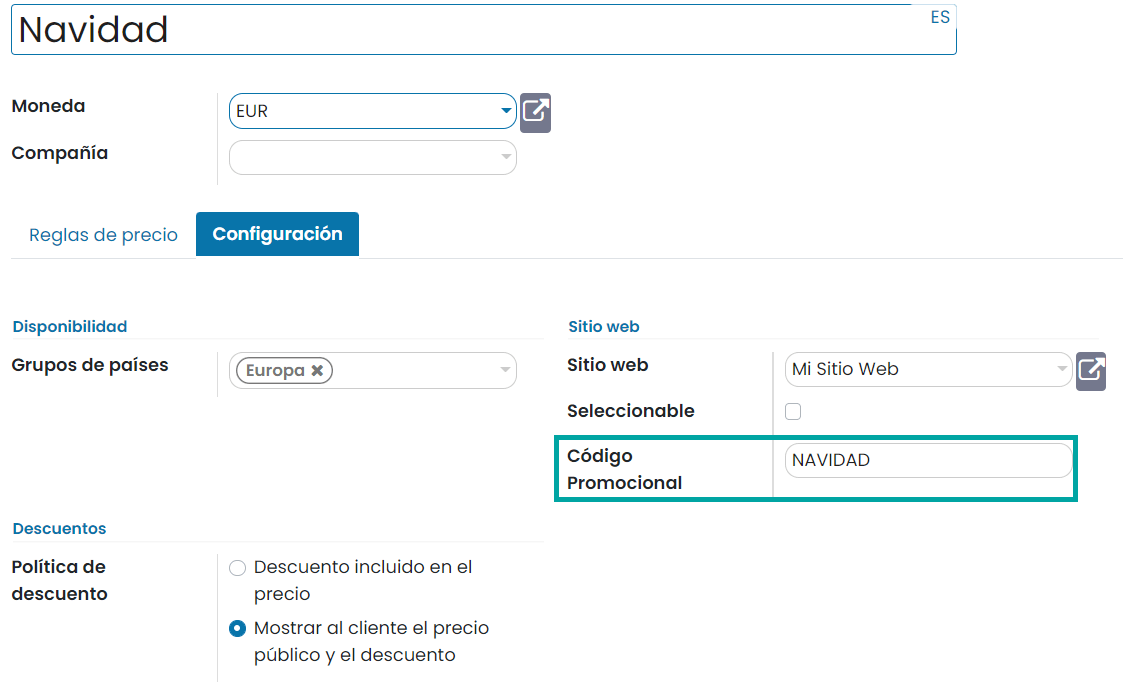 Navidad
ES
Moneda
EUR
Compañía
Reglas de precio
Configuración
Disponibilidad
Grupos de países
Europa ✖
Sitio web
Sitio web
Mi Sitio Web
Seleccionable
Código
Promocional
NAVIDAD
Descuentos
Política de
descuento
Descuento incluido en el
precio
Mostrar al cliente el precio
público y el descuento